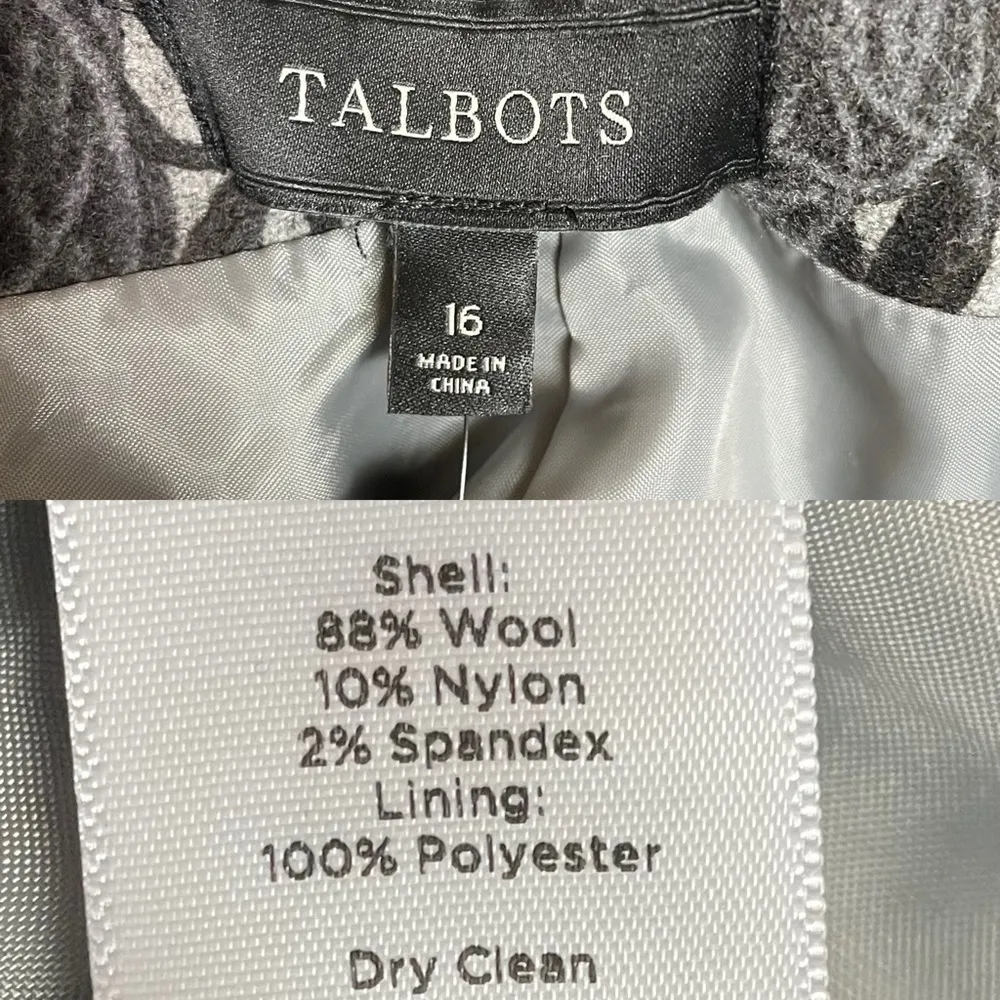 TALBOTS
16
MADE IN
CHINA
Shell:
88% Wool
10% Nylon
2% Spandex
Lining:
100% Polyester
Dry Clean